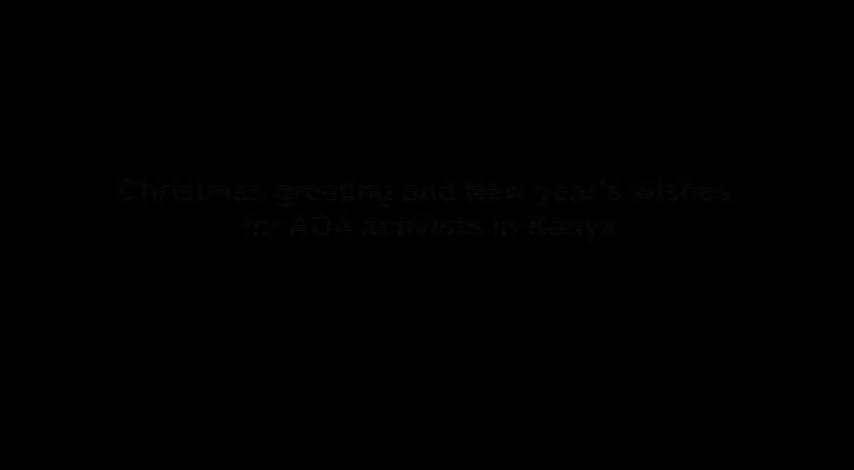 Christmas greeting and New year's wishes
for ADA activists in Kenya